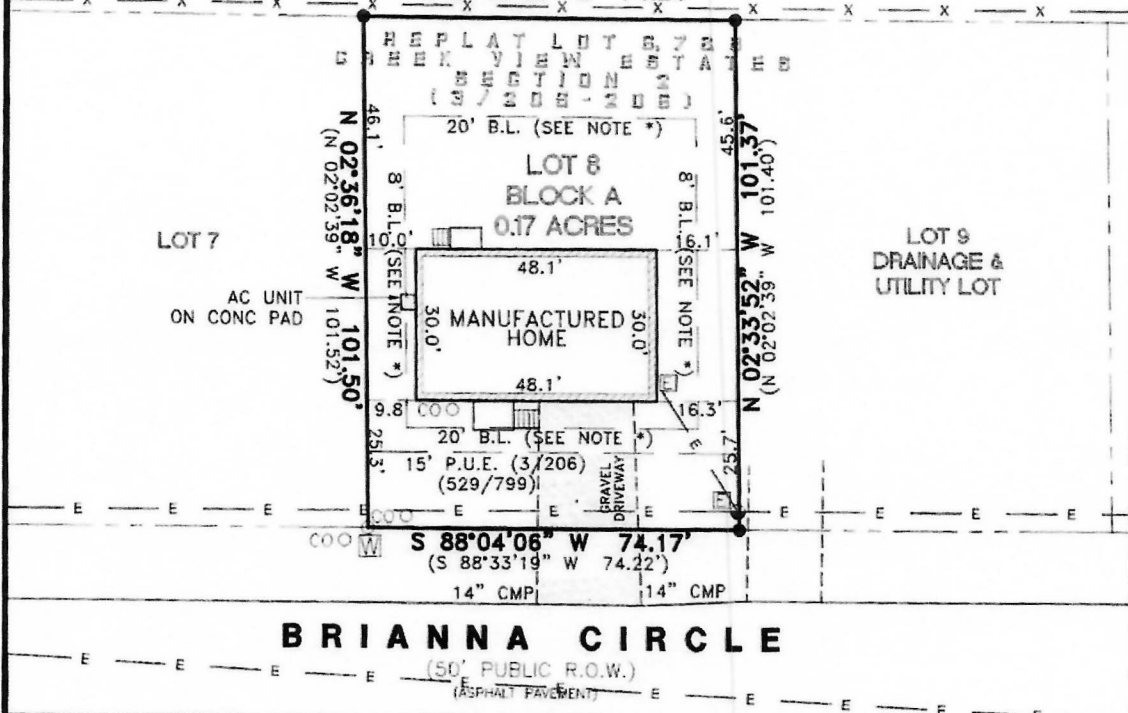 X X X X X X X X X
REPLAT LOT 6,7&8
CREEK VIEW ESTATES
SECTION 2
(3/206-206)
20' B.L. (SEE NOTE *)
LOT 8
BLOCK A
0.17 ACRES
46.1'
45.6'
N 02°36'18" W 101.50'
(N 02°02'39" W 101.52')
N 02°33'52" W 101.37'
(N 02°02'39" W 101.40')
8' B.L. (SEE NOTE *)
8' B.L. (SEE NOTE *)
LOT 7
LOT 9
DRAINAGE &
UTILITY LOT
10.0'
16.1'
48.1'
AC UNIT
ON CONC PAD
30.0'
MANUFACTURED
HOME
30.0'
48.1'
E
9.8'
CO
16.3'
E
20' B.L. (SEE NOTE *)
25.3'
25.7'
15' P.U.E. (3/206)
(529/799)
GRAVEL
DRIVEWAY
E
E E E E E E E E E E
CO
CO
W
S 88°04'06" W 74.17'
(S 88°33'19" W 74.22')
14" CMP
14" CMP
BRIANNA CIRCLE
(50' PUBLIC R.O.W.)
(ASPHALT PAVEMENT)
E E E E E E E E E